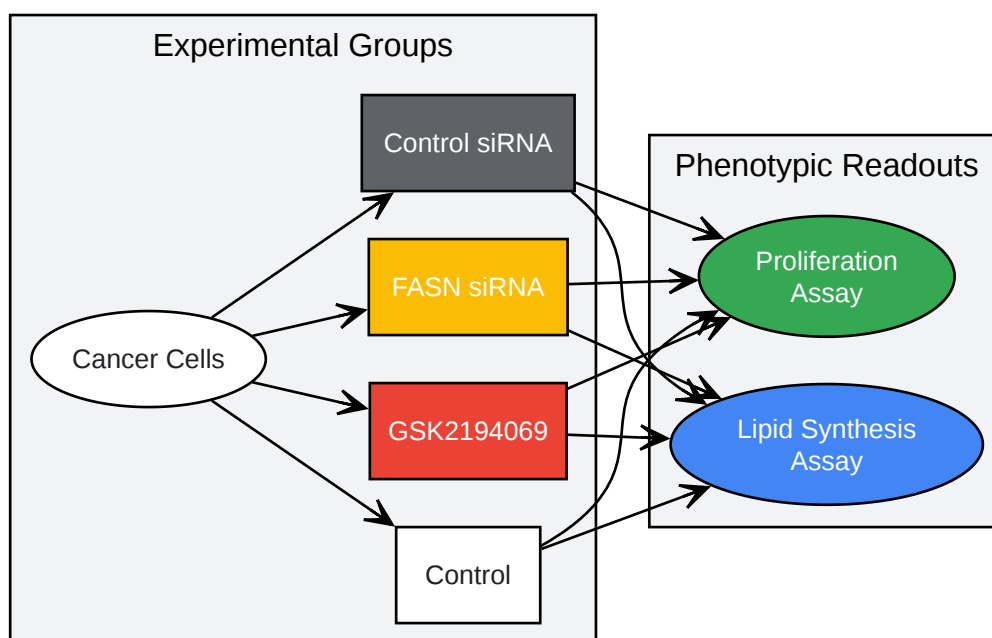 Experimental Groups
Control siRNA
FASN siRNA
Cancer Cells
GSK2194069
Control
Phenotypic Readouts
Proliferation
Assay
Lipid Synthesis
Assay